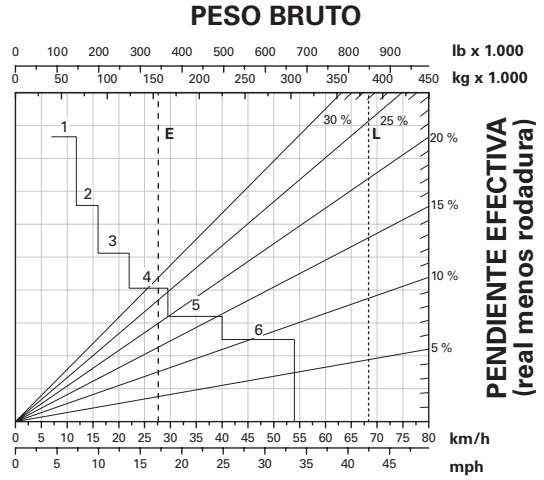 PESO BRUTO
0 100 200 300 400 500 600 700 800 900 lb x 1.000
0 50 100 150 200 250 300 350 400 450 kg x 1.000
1
E
30 %
L
25 %
20 %
2
15 %
3
4
10 %
5
6
5 %
PENDIENTE EFECTIVA
(real menos rodadura)
0 5 10 15 20 25 30 35 40 45 50 55 60 65 70 75 80 km/h
0 5 10 15 20 25 30 35 40 45 mph